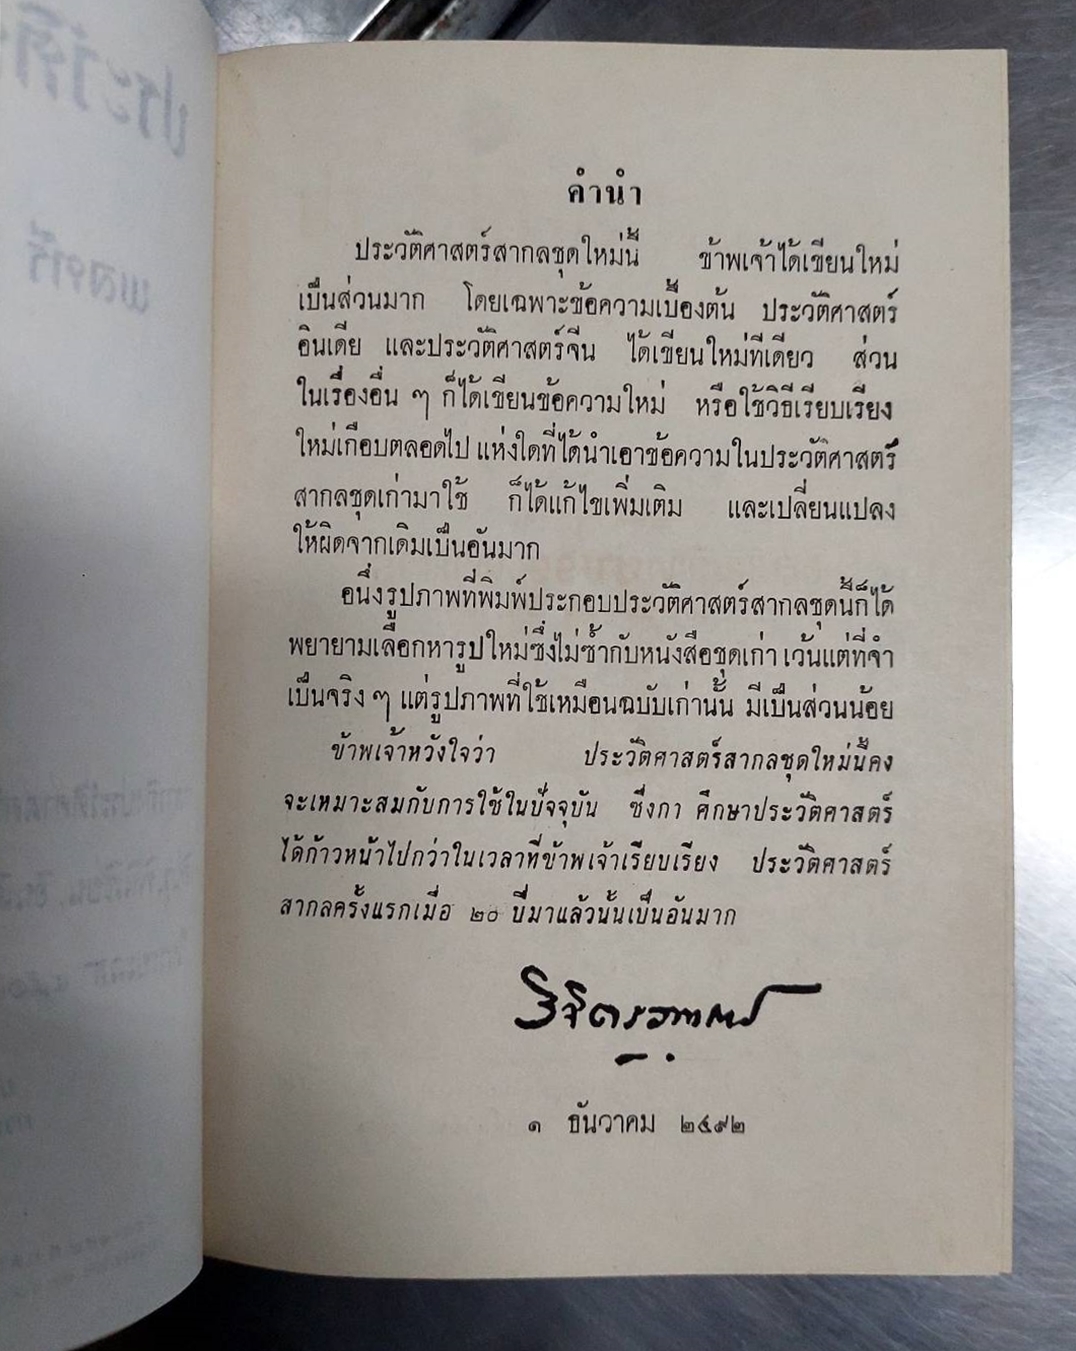 คำนำ
ประวัติศาสตร์สากลชุดใหม่นี้ ข้าพเจ้าได้เขียนใหม่
เป็นส่วนมาก โดยเฉพาะข้อความเบื้องต้น ประวัติศาสตร์
อินเดีย และประวัติศาสตร์จีน ได้เขียนใหม่ทีเดียว ส่วน
ในเรื่องอื่น ๆ ก็ได้เขียนข้อความใหม่ หรือใช้วิธีเรียบเรียง
ใหม่เกือบตลอดไป แห่งใดที่ได้นำเอาข้อความในประวัติศาสตร์
สากลชุดเก่ามาใช้ ก็ได้แก้ไขเพิ่มเติม และเปลี่ยนแปลง
ให้ผิดจากเดิมเป็นอันมาก
อนึ่งรูปภาพที่พิมพ์ประกอบประวัติศาสตร์สากลชุดนี้ก็ได้
พยายามเลือกหารูปใหม่ซึ่งไม่ซ้ำกับหนังสือชุดเก่า เว้นแต่ที่จำ
เป็นจริง ๆ แต่รูปภาพที่ใช้เหมือนฉบับเก่านั้น มีเป็นส่วนน้อย
ข้าพเจ้าหวังใจว่า ประวัติศาสตร์สากลชุดใหม่นี้คง
จะเหมาะสมกับการใช้ในปัจจุบัน ซึ่งกา ศึกษาประวัติศาสตร์
ได้ก้าวหน้าไปกว่าในเวลาที่ข้าพเจ้าเรียบเรียง ประวัติศาสตร์
สากลครั้งแรกเมื่อ ๒๐ ปีมาแล้วนั้นเป็นอันมาก
๑ ธันวาคม ๒๔๙๒